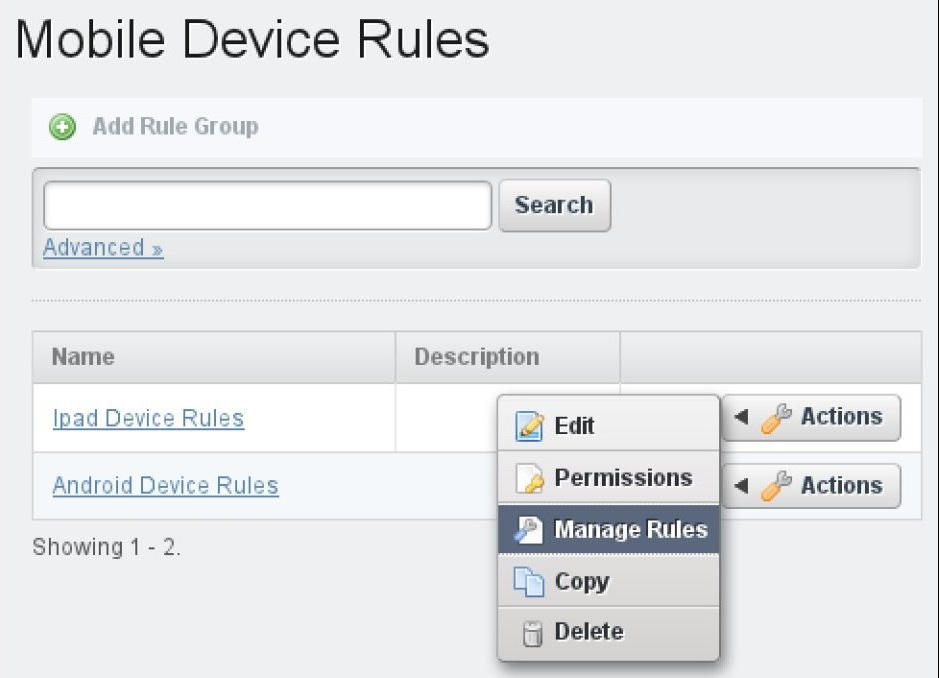 Mobile Device Rules
Add Rule Group
Search
Advanced »
Name Description
Ipad Device Rules
Actions
Edit
Permissions
Android Device Rules
Actions
Manage Rules
Showing 1 - 2.
Copy
Delete